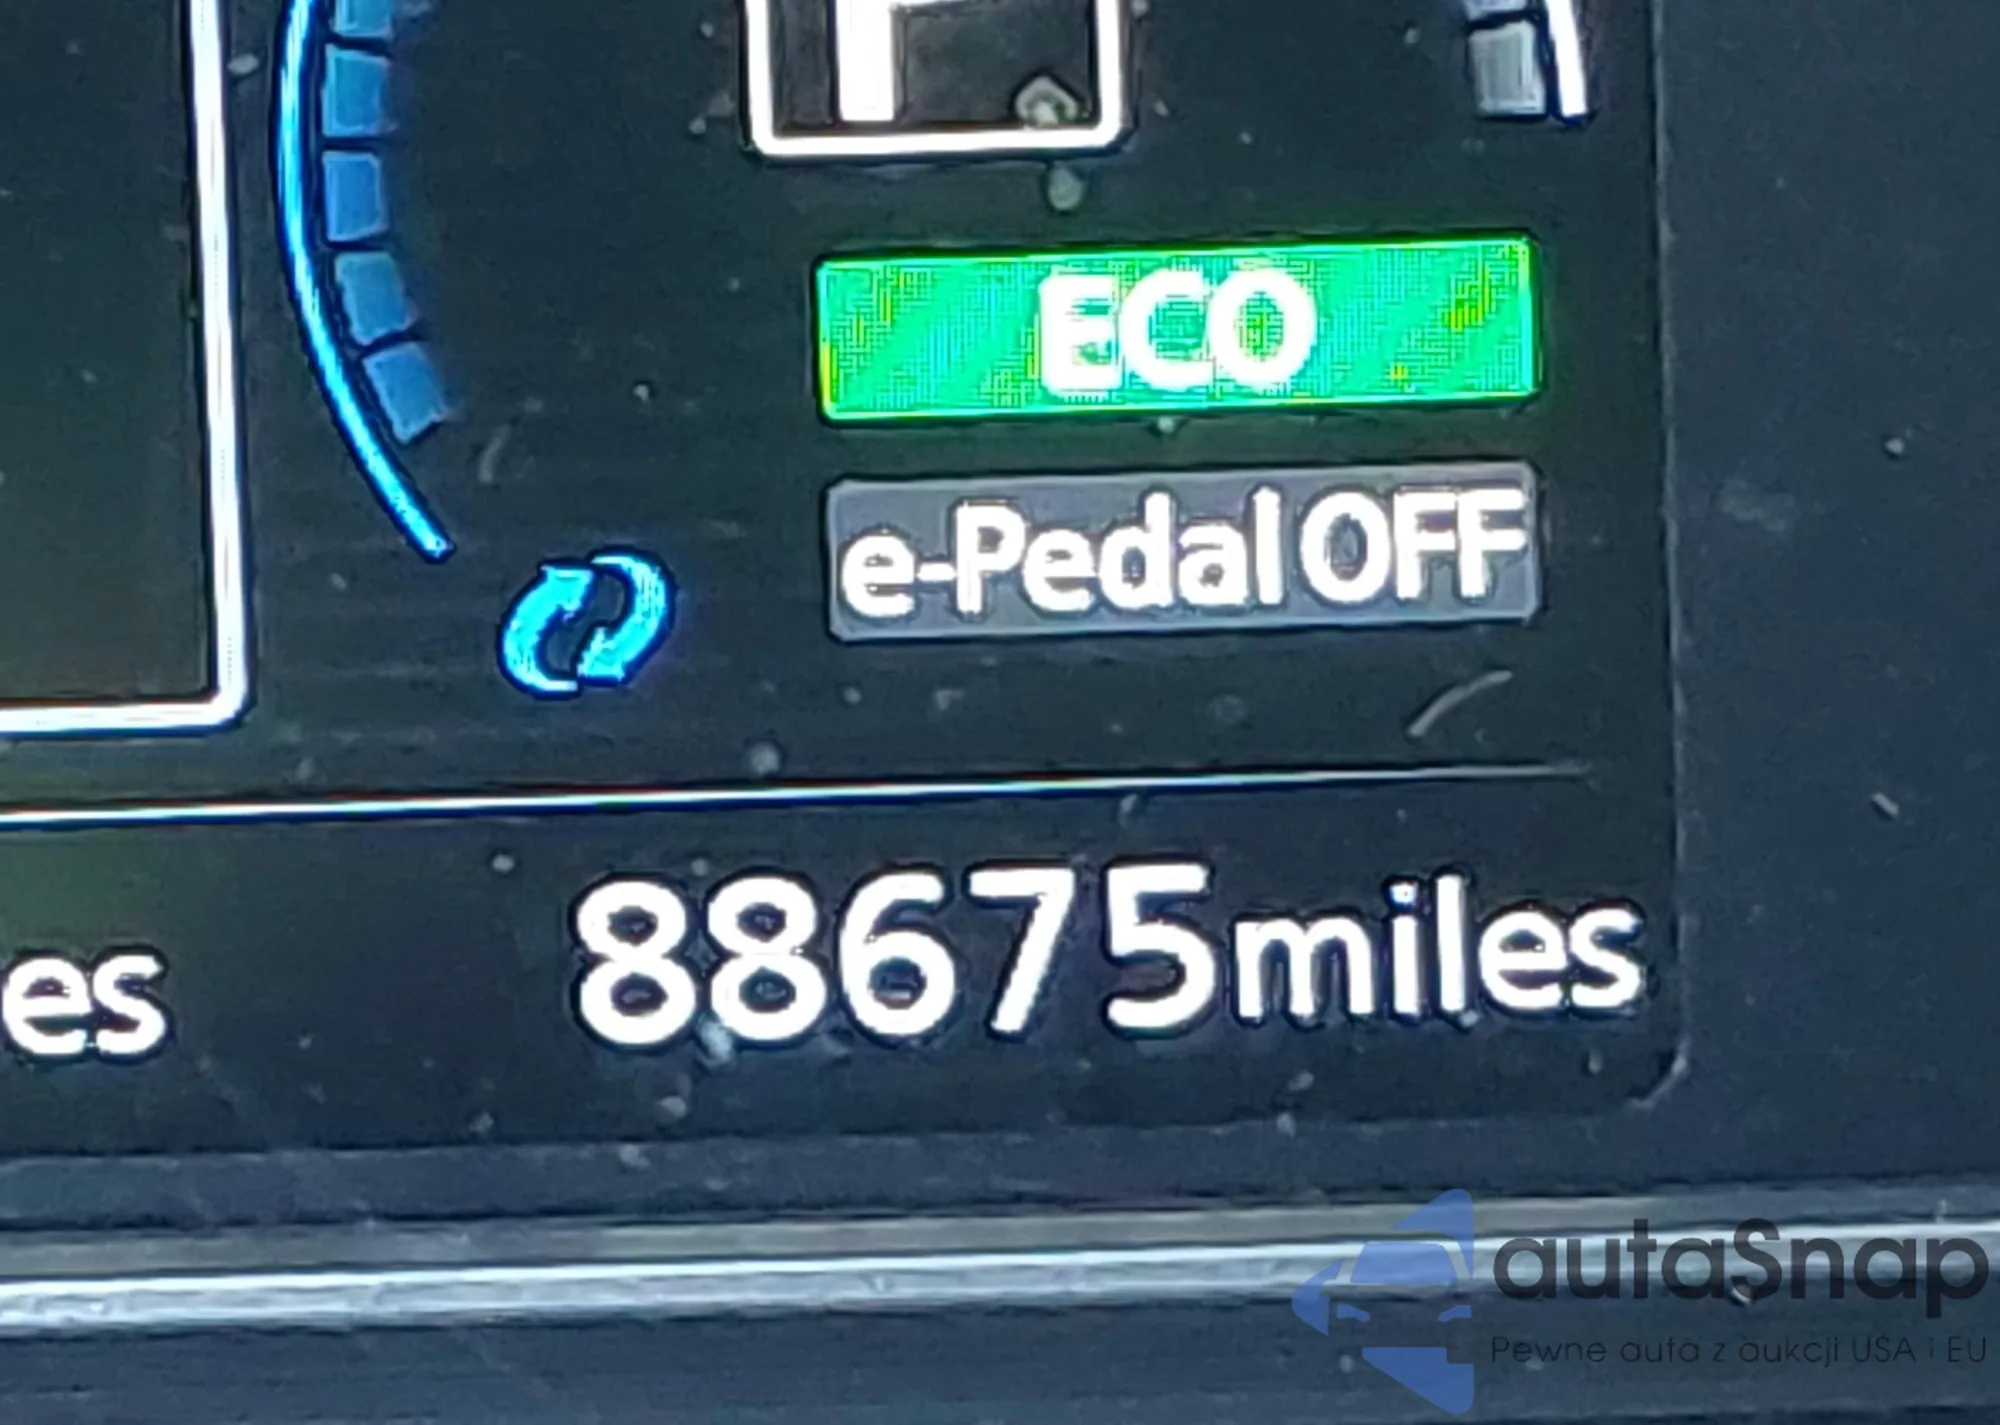 P
ECO
e-Pedal OFF
es
88675miles
autaSnap
Pewne auta z aukcji USA i EU